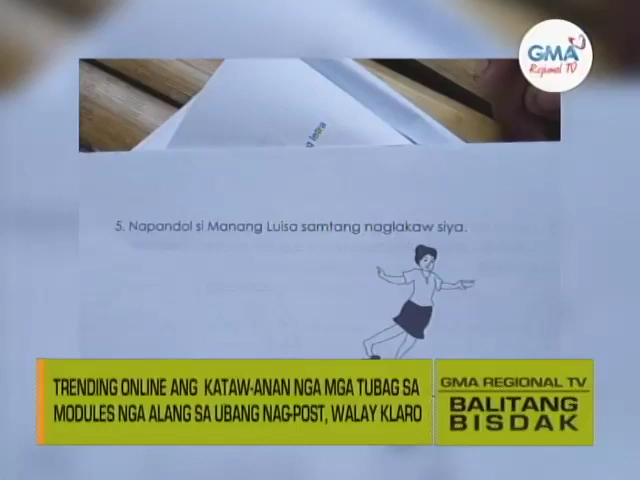 GMA
Regional TV
g letra
5. Napandol si Manang Luisa samtang naglakaw siya.
TRENDING ONLINE ANG KATAW-ANAN NGA MGA TUBAG SA
MODULES NGA ALANG SA UBANG NAG-POST, WALAY KLARO
GMA REGIONAL TV
BALITANG
BISDAK